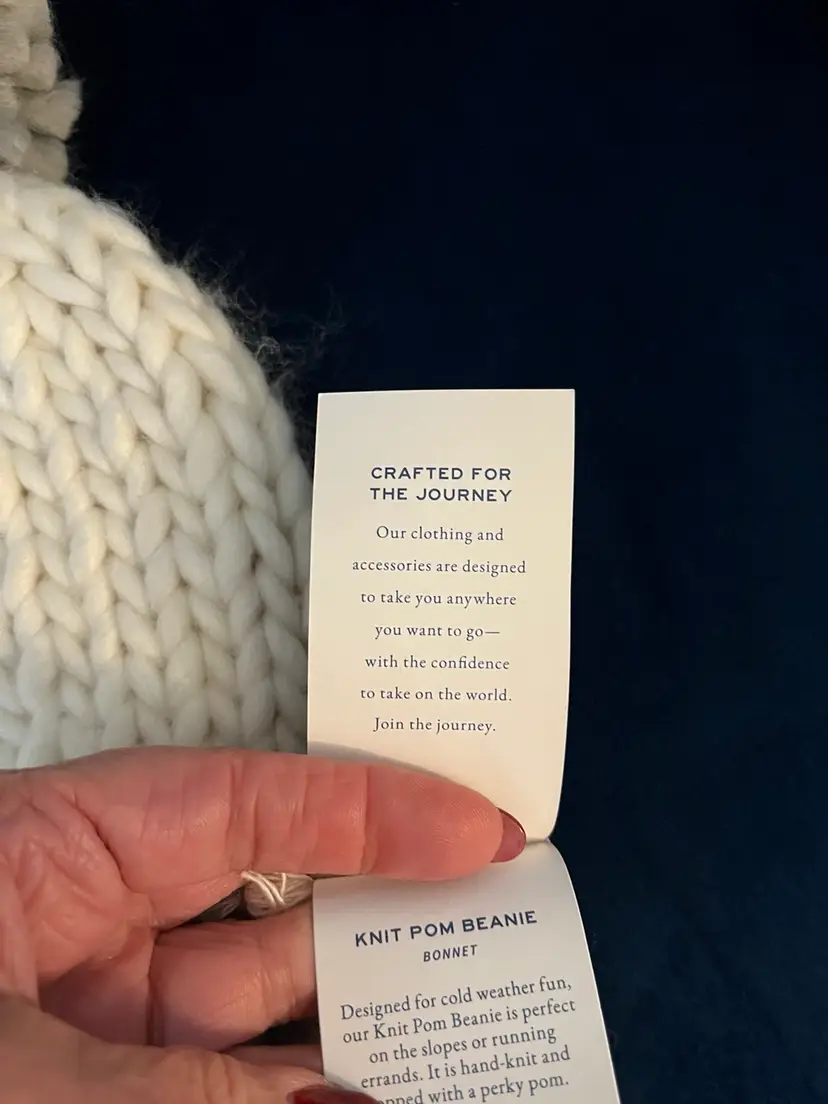 CRAFTED FOR
THE JOURNEY
Our clothing and
accessories are designed
to take you anywhere
you want to go—
with the confidence
to take on the world.
Join the journey.
KNIT POM BEANIE
BONNET
Designed for cold weather fun,
our Knit Pom Beanie is perfect
on the slopes or running
errands. It is hand-knit and
with a perky pom.